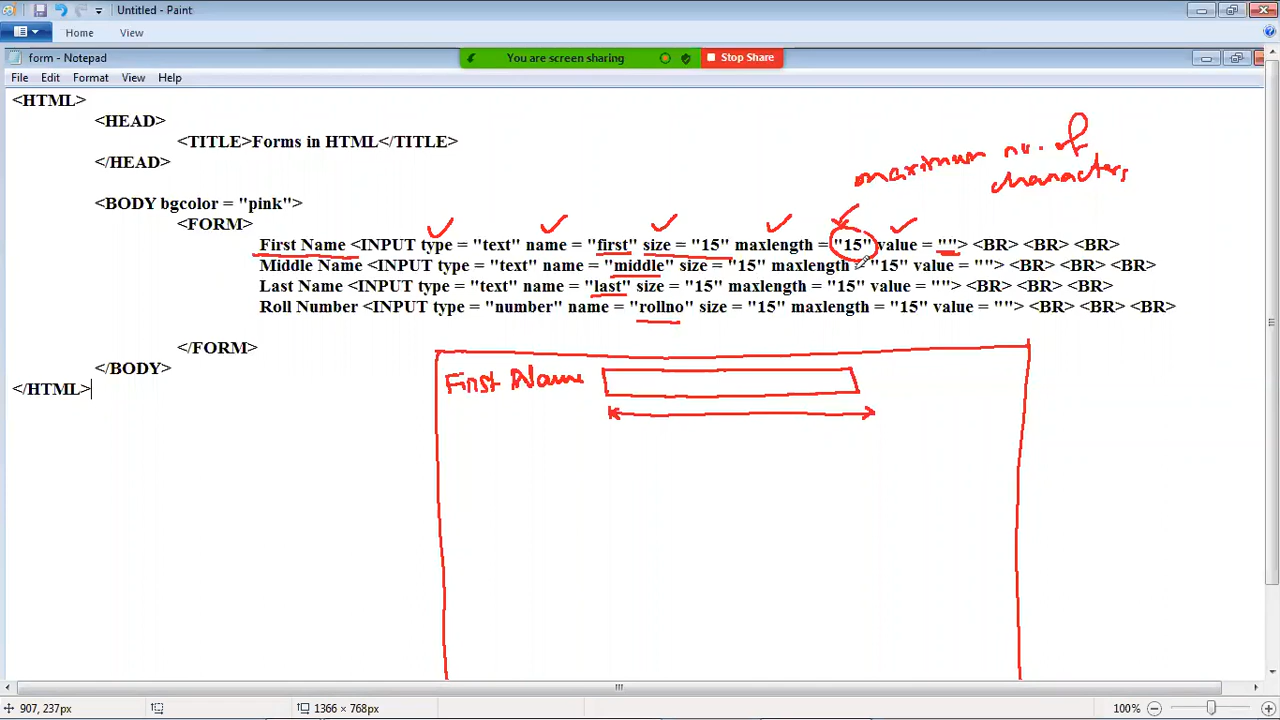 Untitled - Paint
Home View
form - Notepad
You are screen sharing Stop Share
File Edit Format View Help
<HTML>
<HEAD>
<TITLE>Forms in HTML</TITLE>
</HEAD>
maximum no. of
characters
<BODY bgcolor = "pink">
<FORM>
First Name <INPUT type = "text" name = "first" size = "15" maxlength = "15" value = ""> <BR> <BR> <BR>
Middle Name <INPUT type = "text" name = "middle" size = "15" maxlength = "15" value = ""> <BR> <BR> <BR>
Last Name <INPUT type = "text" name = "last" size = "15" maxlength = "15" value = ""> <BR> <BR> <BR>
Roll Number <INPUT type = "number" name = "rollno" size = "15" maxlength = "15" value = ""> <BR> <BR> <BR>
</FORM>
</BODY>
First Name
</HTML>
907, 237px 1366 × 768px 100%